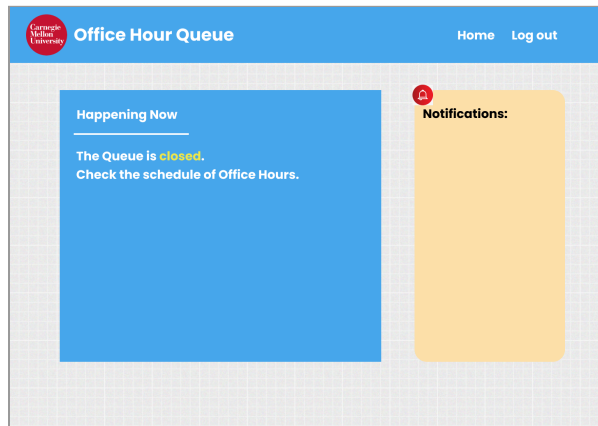 Carnegie
Mellon
University
Office Hour Queue
Home Log out
Happening Now
The Queue is closed.
Check the schedule of Office Hours.
Notifications: